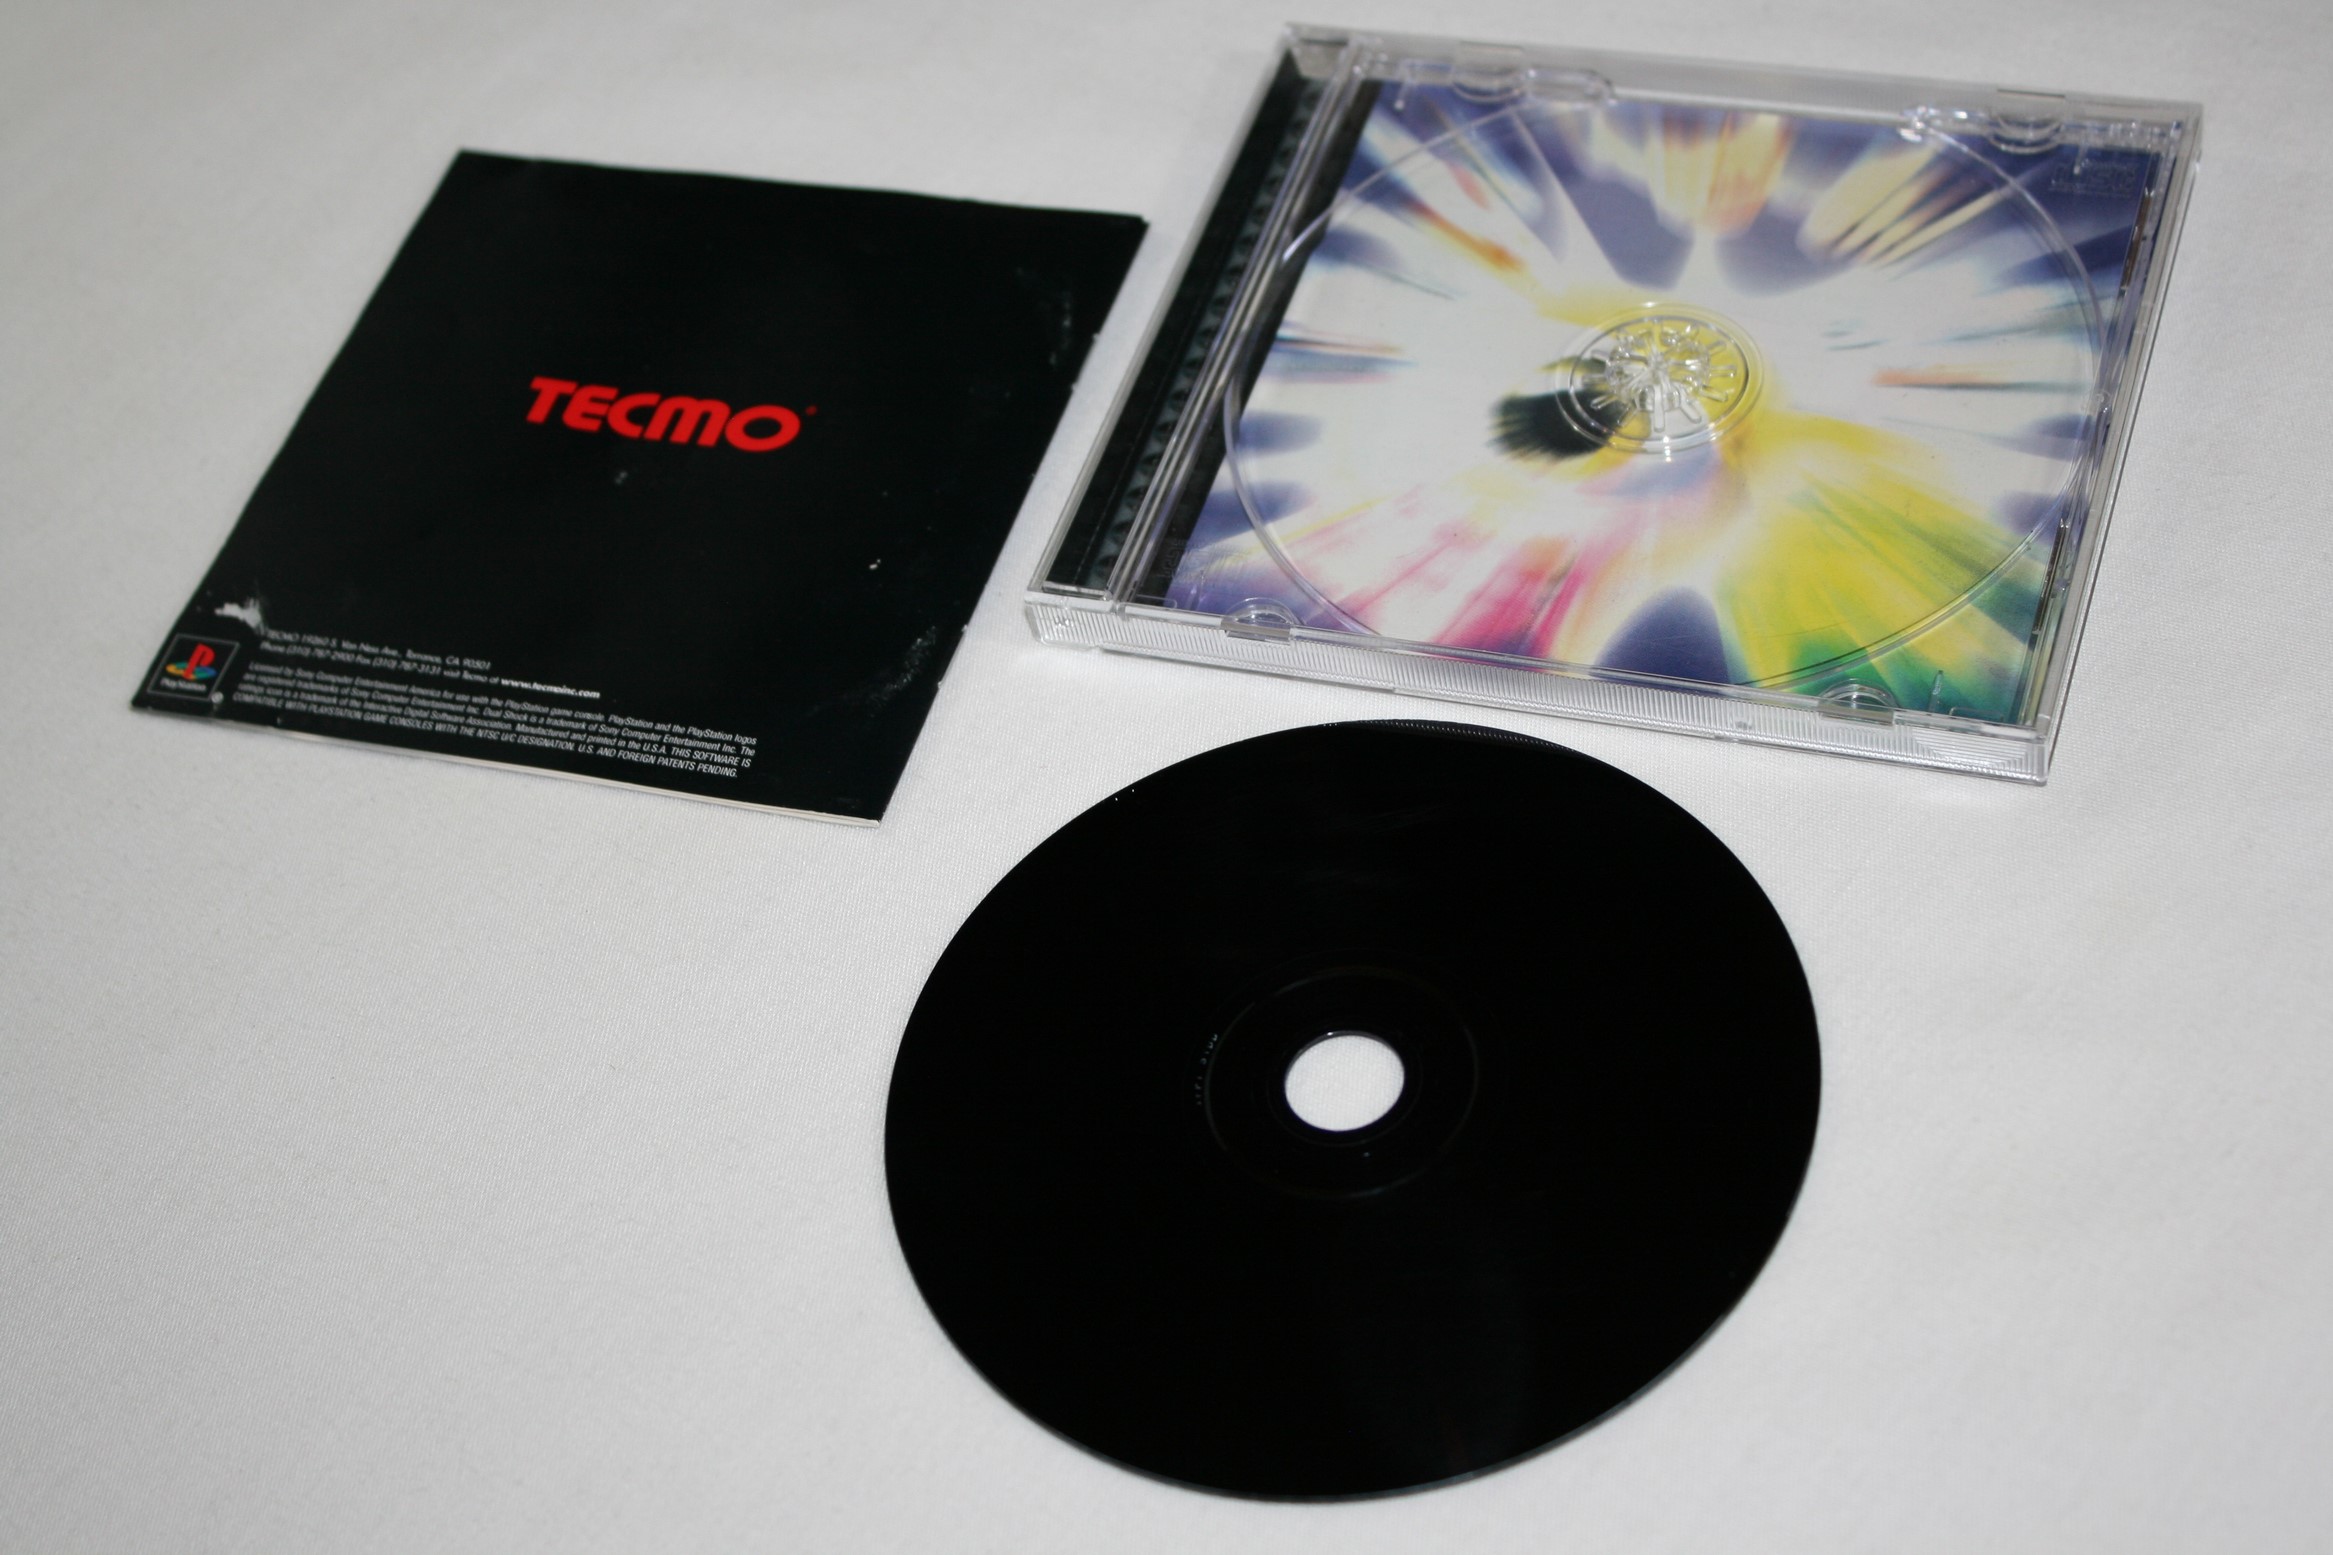 TECMO®
TECMO 19260 S. Van Ness Ave., Torrance, CA 90501
Phone (310) 787-2900 Fax (310) 787-3131 visit Tecmo at www.tecmoinc.com
Licensed by Sony Computer Entertainment America for use with the PlayStation game console. PlayStation and the PlayStation logos
are registered trademarks of Sony Computer Entertainment Inc. Dual Shock is a trademark of Sony Computer Entertainment Inc. The
ratings icon is a trademark of the Interactive Digital Software Association. Manufactured and printed in the U.S.A. THIS SOFTWARE IS
COMPATIBLE WITH PLAYSTATION GAME CONSOLES WITH THE NTSC U/C DESIGNATION. U.S. AND FOREIGN PATENTS PENDING.
PlayStation
®